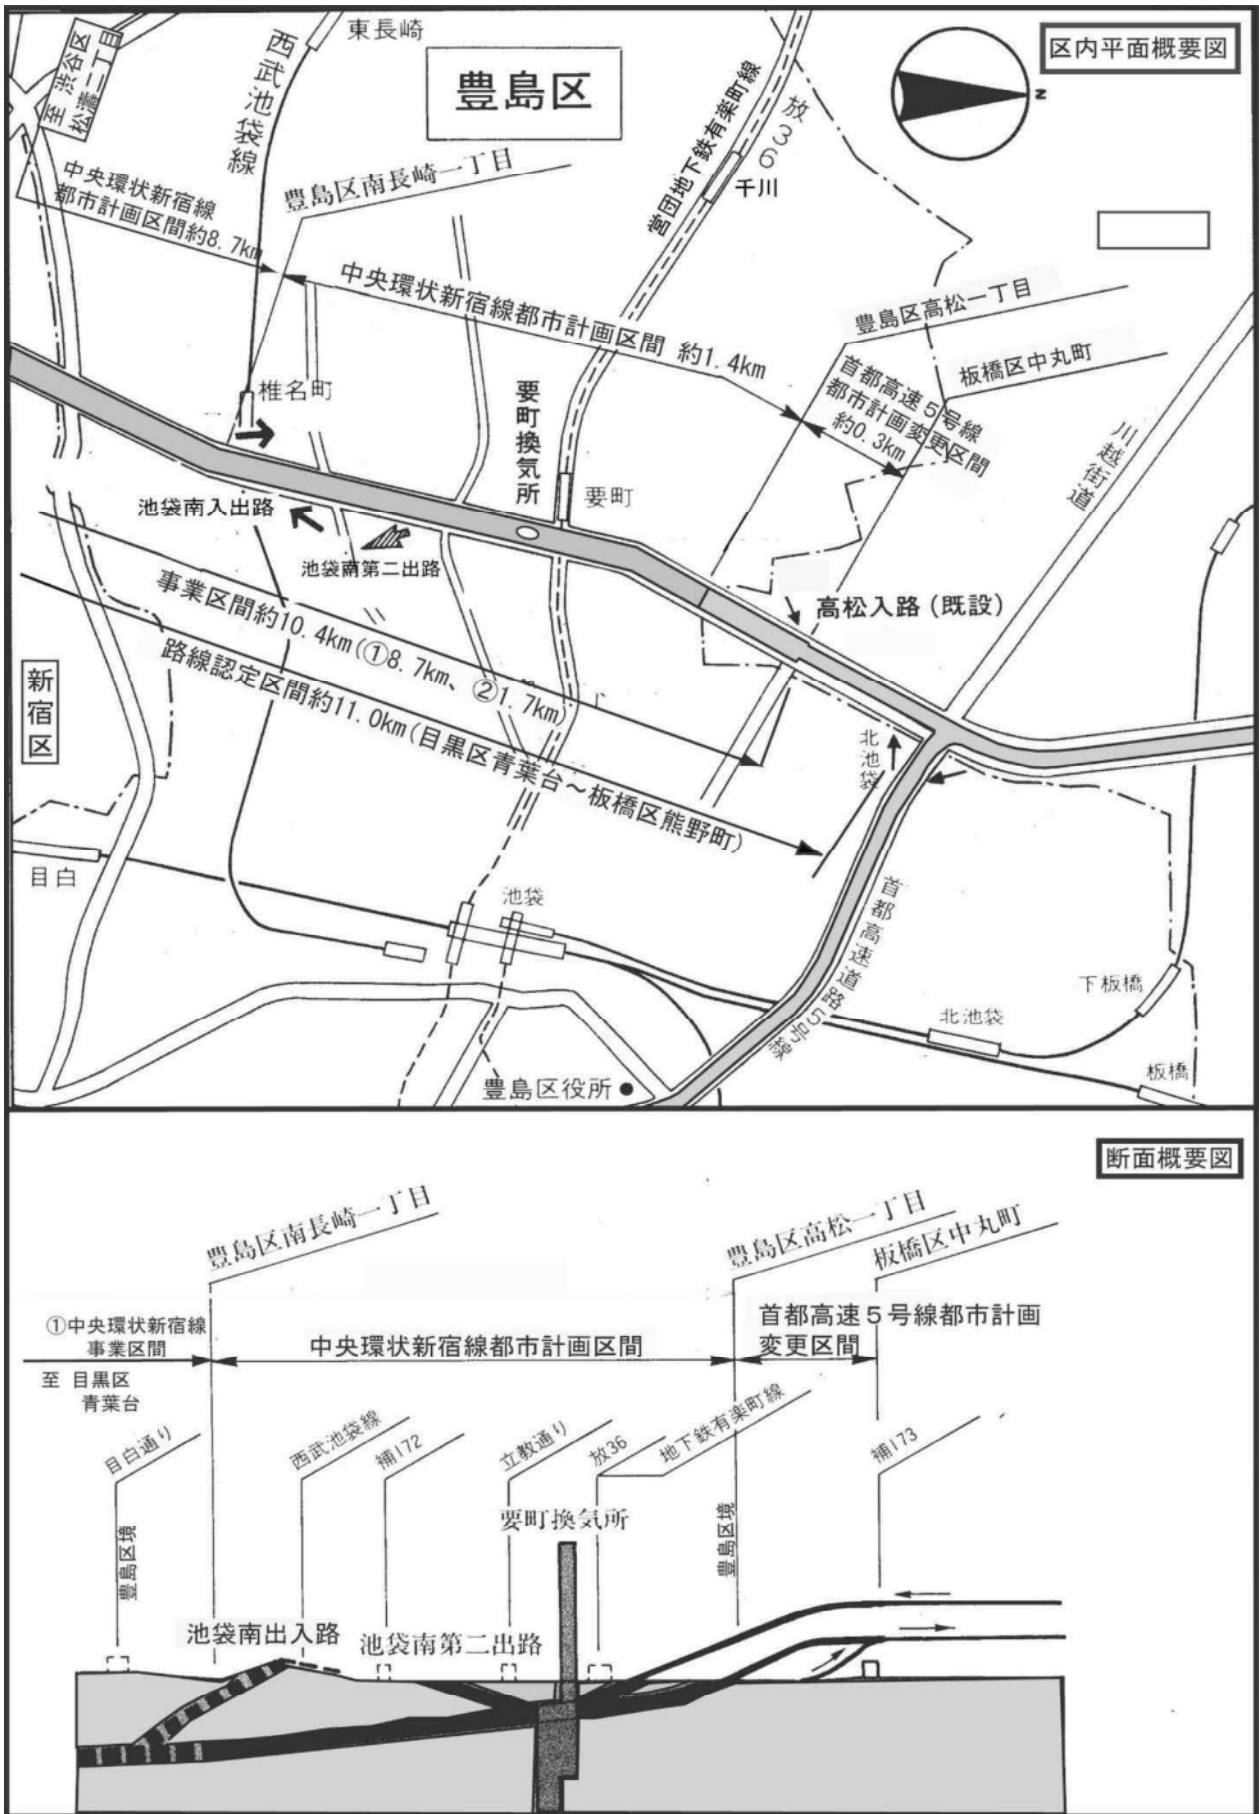 区内平面概要図
豊島区
至 渋谷区
松濤二丁目
西武池袋線
東長崎
営団地下鉄有楽町線
放36
千川
N
中央環状新宿線
都市計画区間約8.7km
豊島区南長崎一丁目
中央環状新宿線都市計画区間 約1.4km
豊島区高松一丁目
板橋区中丸町
首都高速5号線
都市計画変更区間
約0.3km
川越街道
椎名町
要町換気所
要町
池袋南入出路
池袋南第二出路
高松入路(既設)
事業区間約10.4km(①8.7km、②1.7km)
路線認定区間約11.0km(目黒区青葉台~板橋区熊野町)
新宿区
北池袋
目白
池袋
首都高速道路5号線
下板橋
北池袋
板橋
豊島区役所
断面概要図
豊島区南長崎一丁目
豊島区高松一丁目
板橋区中丸町
①中央環状新宿線
事業区間
中央環状新宿線都市計画区間
首都高速5号線都市計画
変更区間
至 目黒区
青葉台
目白通り
西武池袋線
補172
立教通り
放36
地下鉄有楽町線
補173
豊島区境
要町換気所
豊島区境
池袋南出入路
池袋南第二出路